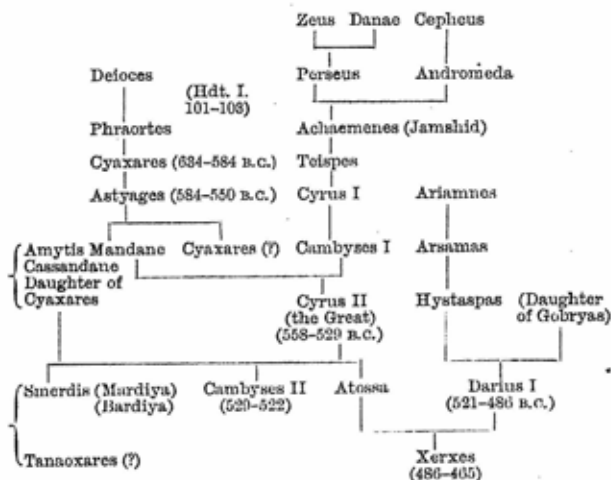 Zeus Danae Cepheus
Deioces Perseus Andromeda
(Hdt. I.
101-103)
Phraortes Achaemenes (Jamshid)
Cyaxares (634-584 B.C.) Teispes
Astyages (584-550 B.C.) Cyrus I Ariamnes
Amytis Mandane Cyaxares (?) Cambyses I Arsamas
Cassandane
Daughter of
Cyaxares
Cyrus II Hystaspas (Daughter
(the Great) of Gobryas)
(558-529 B.C.)
Smerdis (Mardiya) Cambyses II Atossa Darius I
(Bardiya) (529-522) (521-486 B.C.)
Tanaoxares (?) Xerxes
(486-465)